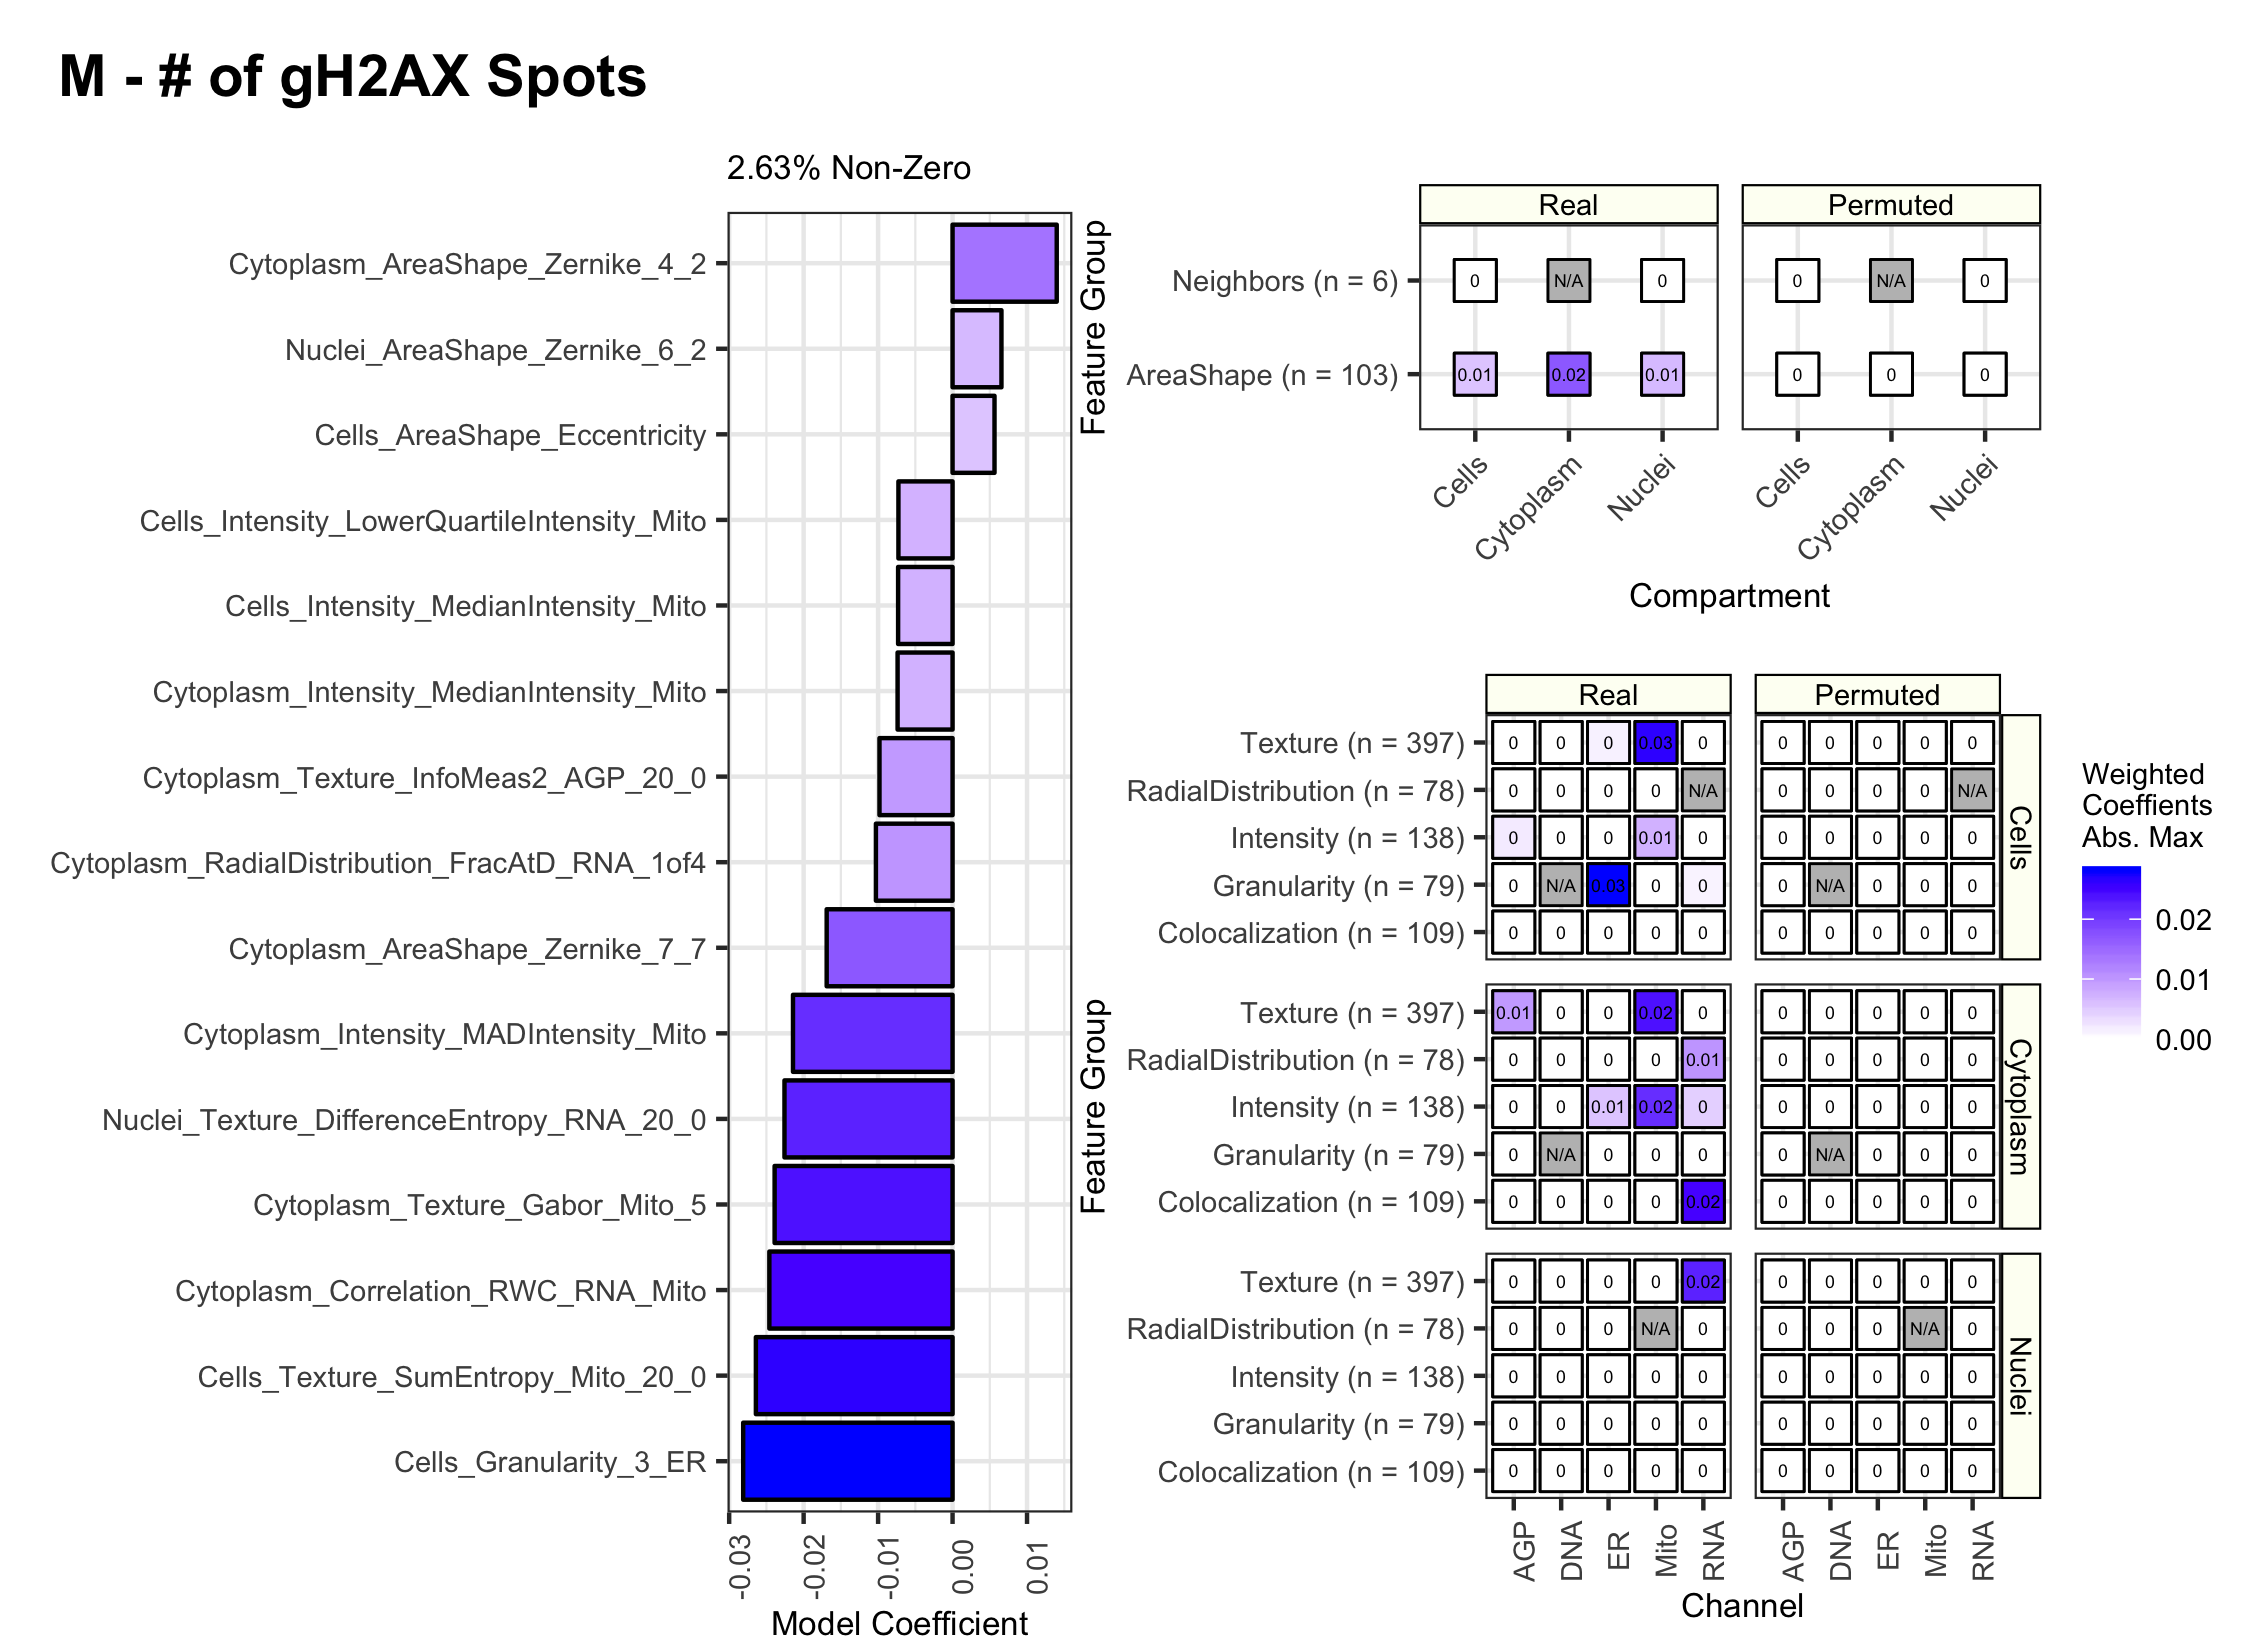 M - # of gH2AX Spots
2.63% Non-Zero
Cytoplasm_AreaShape_Zernike_4_2
Nuclei_AreaShape_Zernike_6_2
Cells_AreaShape_Eccentricity
Cells_Intensity_LowerQuartileIntensity_Mito
Cells_Intensity_MedianIntensity_Mito
Cytoplasm_Intensity_MedianIntensity_Mito
Cytoplasm_Texture_InfoMeas2_AGP_20_0
Cytoplasm_RadialDistribution_FracAtD_RNA_1of4
Cytoplasm_AreaShape_Zernike_7_7
Cytoplasm_Intensity_MADIntensity_Mito
Nuclei_Texture_DifferenceEntropy_RNA_20_0
Cytoplasm_Texture_Gabor_Mito_5
Cytoplasm_Correlation_RWC_RNA_Mito
Cells_Texture_SumEntropy_Mito_20_0
Cells_Granularity_3_ER
-0.03 -0.02 -0.01 0.00 0.01
Model Coefficient
Feature Group
Real Permuted
Neighbors (n = 6) 0 N/A 0 0 N/A 0
AreaShape (n = 103) 0.01 0.02 0.01 0 0 0
Cells Cytoplasm Nuclei Cells Cytoplasm Nuclei
Compartment
Feature Group
Real Permuted
Texture (n = 397) 0 0 0 0.03 0 0 0 0 0 0
RadialDistribution (n = 78) 0 0 0 0 N/A 0 0 0 0 N/A
Intensity (n = 138) 0 0 0 0.01 0 0 0 0 0 0
Granularity (n = 79) 0 N/A 0.03 0 0 0 N/A 0 0 0
Colocalization (n = 109) 0 0 0 0 0 0 0 0 0 0
Cells
Texture (n = 397) 0.01 0 0 0.02 0 0 0 0 0 0
RadialDistribution (n = 78) 0 0 0 0 0.01 0 0 0 0 0
Intensity (n = 138) 0 0 0.01 0.02 0 0 0 0 0 0
Granularity (n = 79) 0 N/A 0 0 0 0 N/A 0 0 0
Colocalization (n = 109) 0 0 0 0 0.02 0 0 0 0 0
Cytoplasm
Texture (n = 397) 0 0 0 0 0.02 0 0 0 0 0
RadialDistribution (n = 78) 0 0 0 N/A 0 0 0 0 N/A 0
Intensity (n = 138) 0 0 0 0 0 0 0 0 0 0
Granularity (n = 79) 0 0 0 0 0 0 0 0 0 0
Colocalization (n = 109) 0 0 0 0 0 0 0 0 0 0
Nuclei
AGP DNA ER Mito RNA AGP DNA ER Mito RNA
Channel
Weighted
Coeffients
Abs. Max
0.02
0.01
0.00